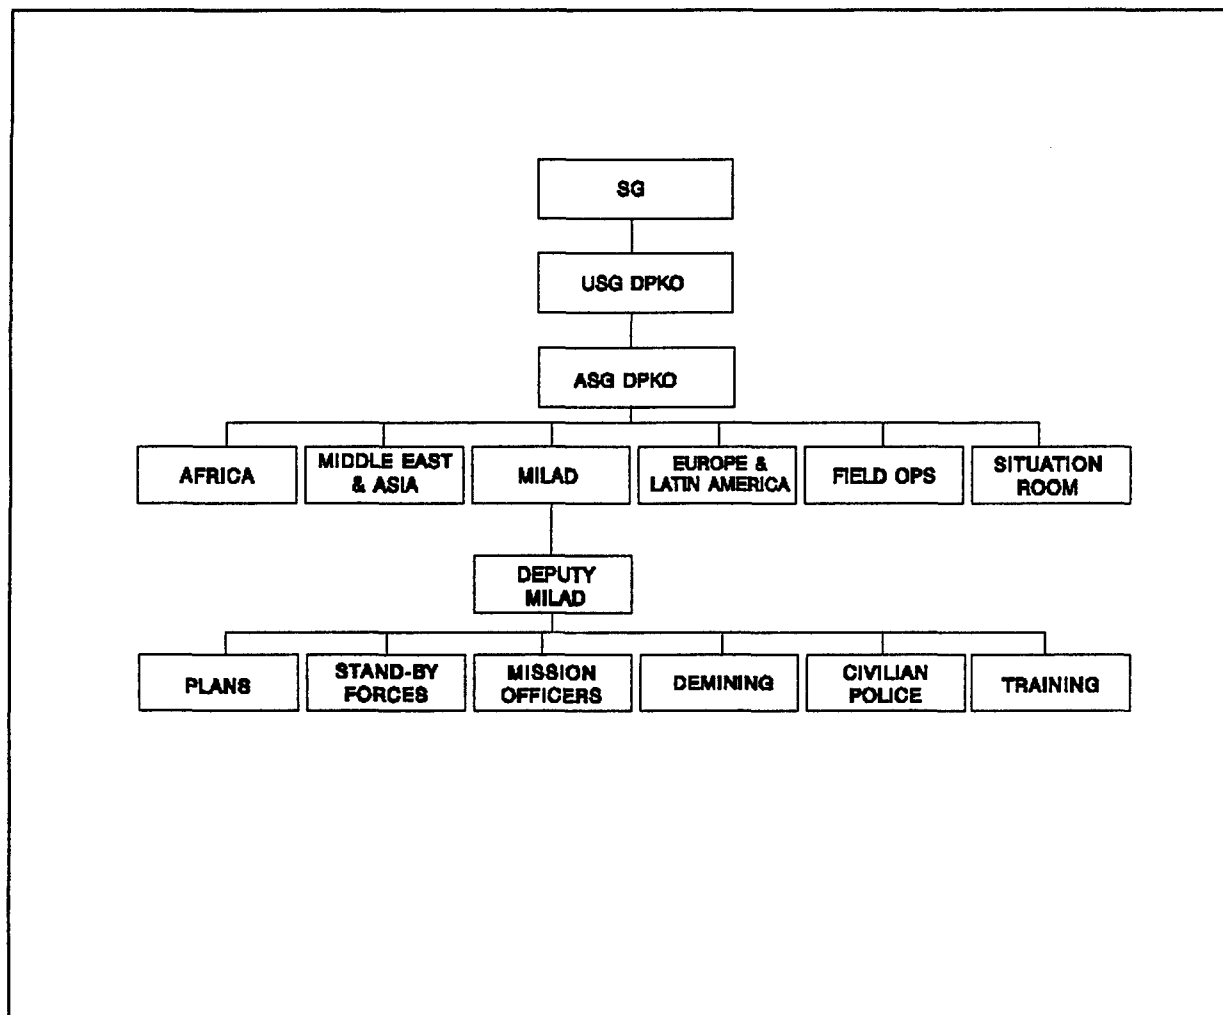 SG
USG DPKO
ASG DPKO
AFRICA
MIDDLE EAST
& ASIA
MILAD
EUROPE &
LATIN AMERICA
FIELD OPS
SITUATION
ROOM
DEPUTY
MILAD
PLANS
STAND-BY
FORCES
MISSION
OFFICERS
DEMINING
CIVILIAN
POLICE
TRAINING